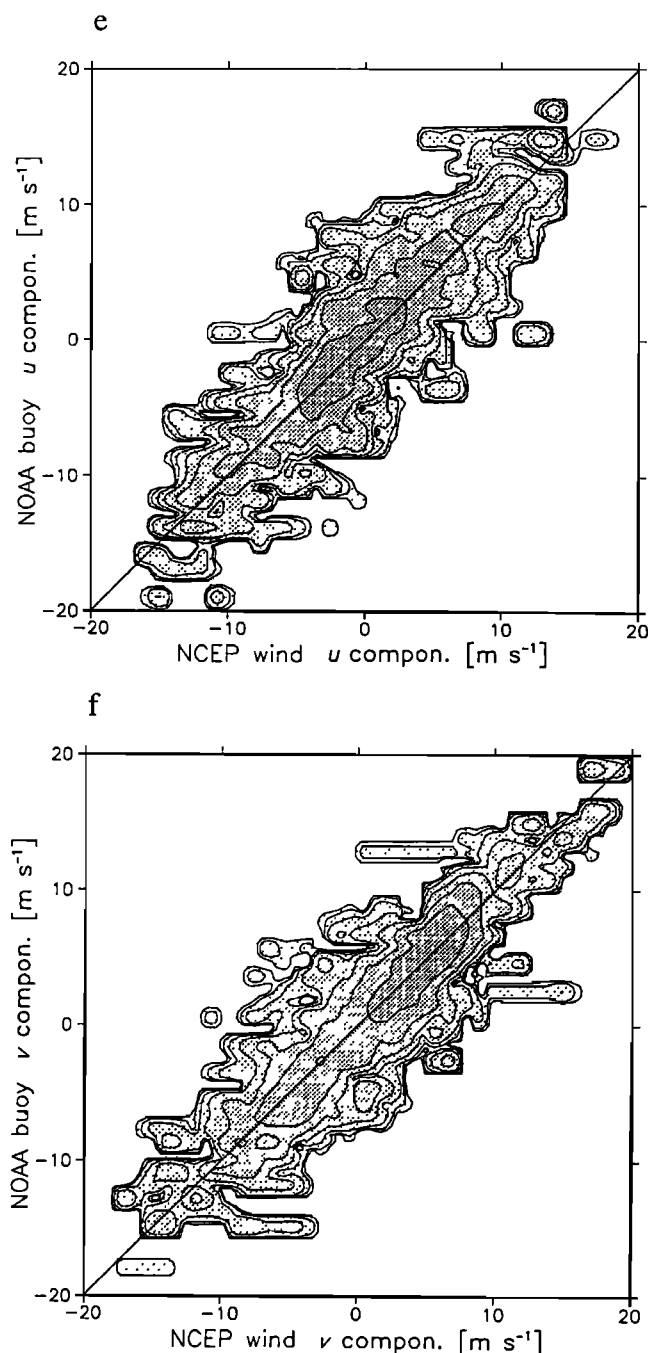 e
20
10
0
−10
−20
NOAA buoy u compon. [m s⁻¹]
−20 −10 0 10 20
NCEP wind u compon. [m s⁻¹]
f
20
10
0
−10
−20
NOAA buoy v compon. [m s⁻¹]
−20 −10 0 10 20
NCEP wind v compon. [m s⁻¹]